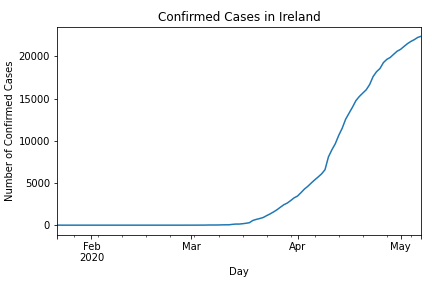 Confirmed Cases in Ireland
Number of Confirmed Cases
20000
15000
10000
5000
0
Feb
2020
Mar
Apr
May
Day